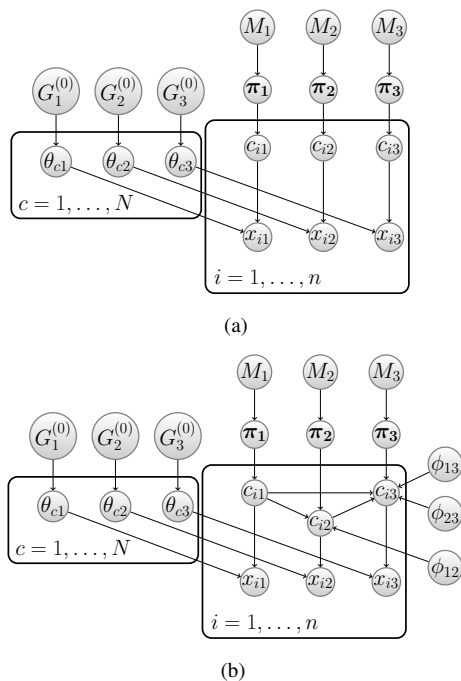 M_1 M_2 M_3
G_1^{(0)} G_2^{(0)} G_3^{(0)} π_1 π_2 π_3
θ_{c1} θ_{c2} θ_{c3} c_{i1} c_{i2} c_{i3}
c = 1, . . . , N
x_{i1} x_{i2} x_{i3}
i = 1, . . . , n
(a)
M_1 M_2 M_3
G_1^{(0)} G_2^{(0)} G_3^{(0)} π_1 π_2 π_3
ϕ_{13}
θ_{c1} θ_{c2} θ_{c3} c_{i1} c_{i2} c_{i3} ϕ_{23}
c = 1, . . . , N
x_{i1} x_{i2} x_{i3} ϕ_{12}
i = 1, . . . , n
(b)